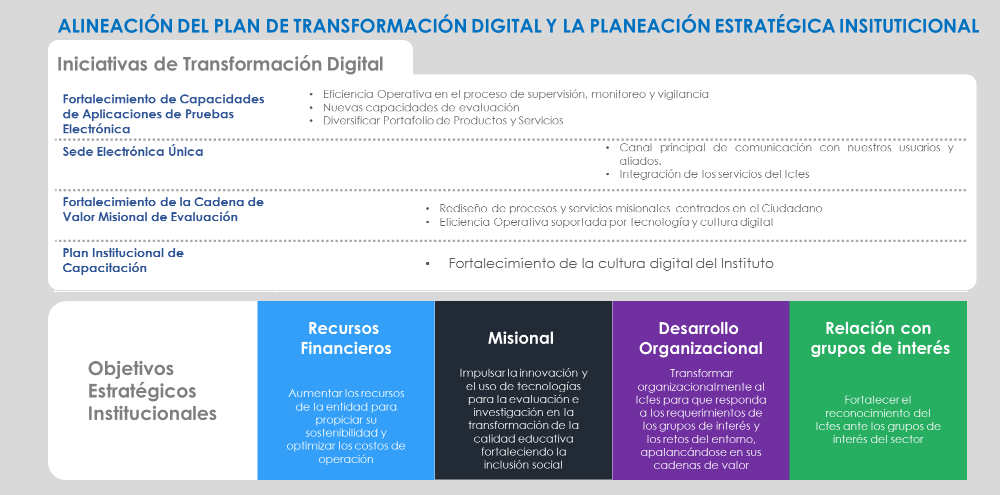 ALINEACIÓN DEL PLAN DE TRANSFORMACIÓN DIGITAL Y LA PLANEACIÓN ESTRATÉGICA INSITUTICIONAL
Iniciativas de Transformación Digital
Fortalecimiento de Capacidades
de Aplicaciones de Pruebas
Electrónica
• Eficiencia Operativa en el proceso de supervisión, monitoreo y vigilancia
• Nuevas capacidades de evaluación
• Diversificar Portafolio de Productos y Servicios
Sede Electrónica Única
• Canal principal de comunicación con nuestros usuarios y
aliados.
• Integración de los servicios del Icfes
Fortalecimiento de la Cadena de
Valor Misional de Evaluación
• Rediseño de procesos y servicios misionales centrados en el Ciudadano
• Eficiencia Operativa soportada por tecnología y cultura digital
Plan Institucional de
Capacitación
• Fortalecimiento de la cultura digital del Instituto
Objetivos
Estratégicos
Institucionales
Recursos
Financieros
Aumentar los recursos
de la entidad para
propiciar su
sostenibilidad y
optimizar los costos de
operación
Misional
Impulsar la innovación y
el uso de tecnologías
para la evaluación e
investigación en la
transformación de la
calidad educativa
fortaleciendo la
inclusión social
Desarrollo
Organizacional
Transformar
organizacionalmente al
Icfes para que responda
a los requerimientos de
los grupos de interés y
los retos del entorno,
apalancándose en sus
cadenas de valor
Relación con
grupos de interés
Fortalecer el
reconocimiento del
Icfes ante los grupos de
interés del sector